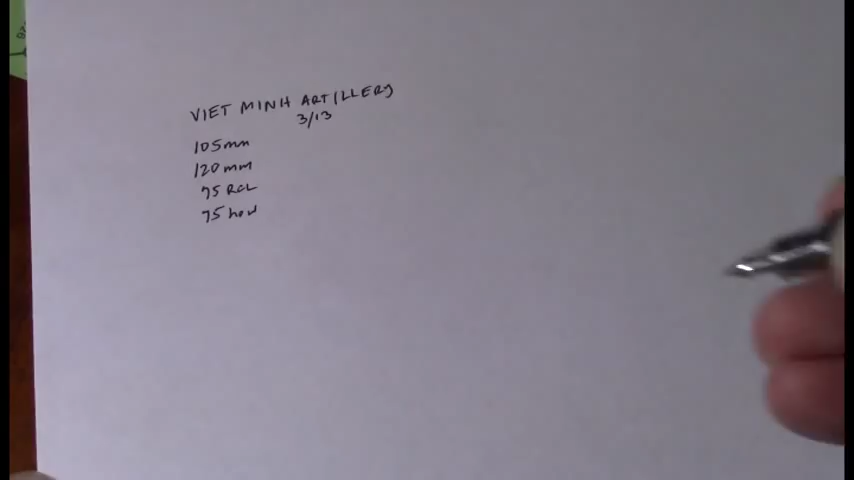 VIET MINH ARTILLERY
3/13
105mm
120mm
75 RCL
75 how